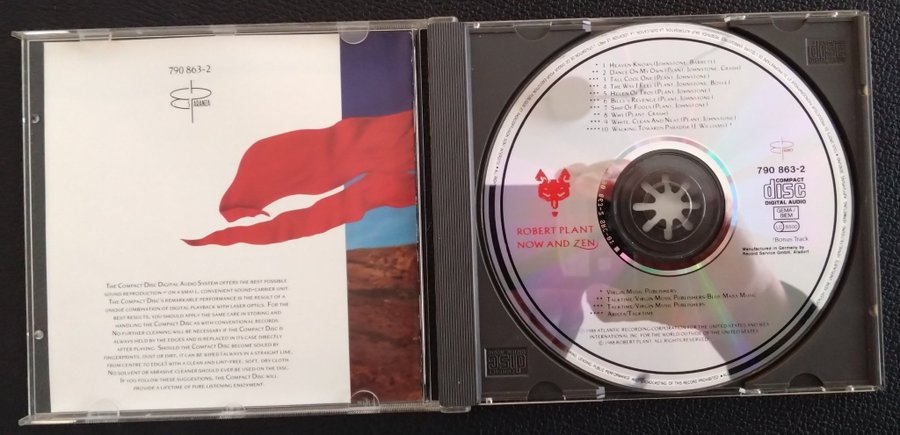 790 863-2
ES PARANZA
THE COMPACT DISC DIGITAL AUDIO SYSTEM OFFERS THE BEST POSSIBLE
SOUND REPRODUCTION – ON A SMALL, CONVENIENT SOUND-CARRIER UNIT.
THE COMPACT DISC'S REMARKABLE PERFORMANCE IS THE RESULT OF A
UNIQUE COMBINATION OF DIGITAL PLAYBACK WITH LASER OPTICS. FOR THE
BEST RESULTS, YOU SHOULD APPLY THE SAME CARE IN STORING AND
HANDLING THE COMPACT DISC AS WITH CONVENTIONAL RECORDS.
NO FURTHER CLEANING WILL BE NECESSARY IF THE COMPACT DISC IS
ALWAYS HELD BY THE EDGES AND IS REPLACED IN ITS CASE DIRECTLY
AFTER PLAYING. SHOULD THE COMPACT DISC BECOME SOILED BY
FINGERPRINTS, DUST OR DIRT, IT CAN BE WIPED (ALWAYS IN A STRAIGHT LINE,
FROM CENTRE TO EDGE) WITH A CLEAN AND LINT-FREE, SOFT, DRY CLOTH.
NO SOLVENT OR ABRASIVE CLEANER SHOULD EVER BE USED ON THE DISC.
IF YOU FOLLOW THESE SUGGESTIONS, THE COMPACT DISC WILL
PROVIDE A LIFETIME OF PURE LISTENING ENJOYMENT.
* 1 HEAVEN KNOWS (JOHNSTONE, BARRETT)
** 2 DANCE ON MY OWN (PLANT, JOHNSTONE, CRASH)
*** 3 TALL COOL ONE (PLANT, JOHNSTONE)
** 4 THE WAY I FEEL (PLANT, JOHNSTONE, BOYLE)
*** 5 HELEN OF TROY (PLANT, JOHNSTONE)
*** 6 BILLY'S REVENGE (PLANT, JOHNSTONE)
*** 7 SHIP OF FOOLS (PLANT, JOHNSTONE)
** 8 WHY (PLANT, CRASH)
*** 9 WHITE, CLEAN AND NEAT (PLANT, JOHNSTONE)
**** 10 WALKING TOWARDS PARADISE (J. WILLIAMS) *
790 863-2
COMPACT
disc
DIGITAL AUDIO
GEMA/
BIEM
LC 8500
*BONUS TRACK
Manufactured in Germany by
Record Service GmbH, Alsdorf
ROBERT PLANT
NOW AND ZEN
* VIRGIN MUSIC PUBLISHERS
** TALKTIME/VIRGIN MUSIC PUBLISHERS-BLUE MAXX MUSIC
*** TALKTIME/VIRGIN MUSIC PUBLISHERS
**** ARISTA/TALKTIME
1988 ATLANTIC RECORDING CORPORATION FOR THE UNITED STATES AND WEA
INTERNATIONAL INC. FOR THE WORLD OUTSIDE OF THE UNITED STATES
© 1988 ROBERT PLANT. ALL RIGHTS RESERVED